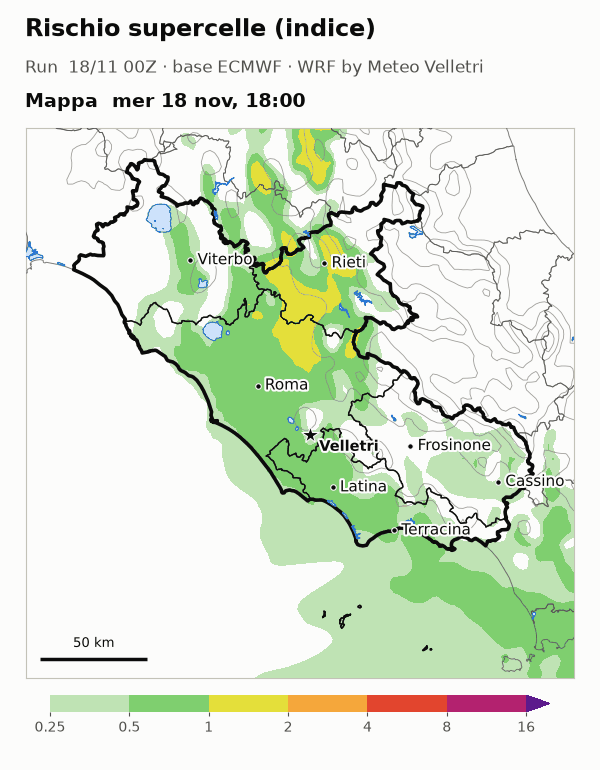 Rischio supercelle (indice)
Run  18/11 00Z · base ECMWF · WRF by Meteo Velletri
Mappa  mer 18 nov, 18:00
Viterbo
Rieti
Roma
Velletri
Frosinone
Cassino
Latina
Terracina
50 km
0.25 0.5 1 2 4 8 16